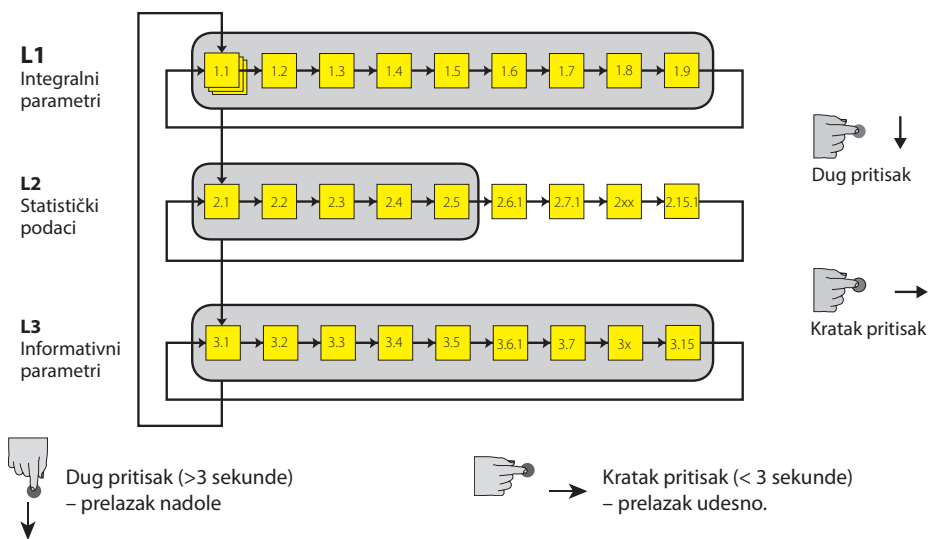 L1
Integralni
parametri
1.1 1.2 1.3 1.4 1.5 1.6 1.7 1.8 1.9
Dug pritisak
L2
Statistički
podaci
2.1 2.2 2.3 2.4 2.5 2.6.1 2.7.1 2xx 2.15.1
Kratak pritisak
L3
Informativni
parametri
3.1 3.2 3.3 3.4 3.5 3.6.1 3.7 3x 3.15
Dug pritisak (>3 sekunde)
– prelazak nadole
Kratak pritisak (< 3 sekunde)
– prelazak udesno.